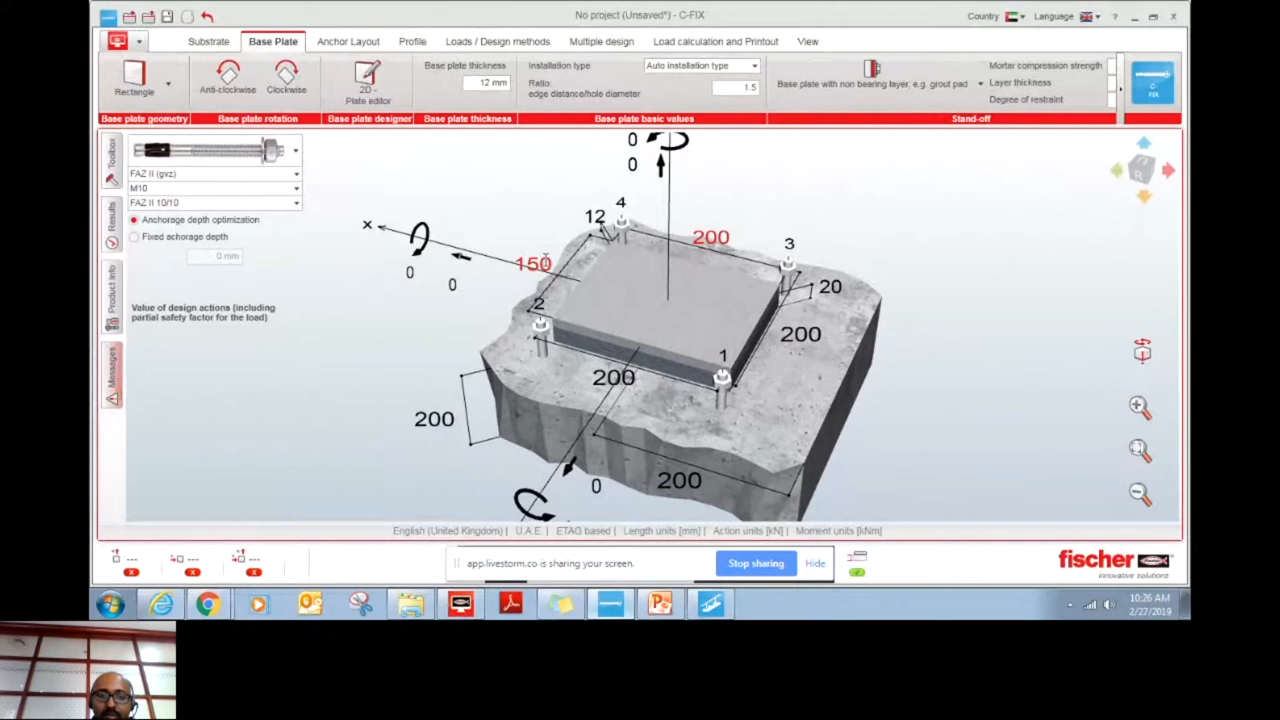 No project (Unsaved*) - C-FIX
Country
Language
Substrate
Base Plate
Anchor Layout
Profile
Loads / Design methods
Multiple design
Load calculation and Printout
View
Rectangle
Anti-clockwise
Clockwise
2D -
Plate editor
Base plate thickness
12 mm
Installation type
Auto installation type
Ratio:
edge distance/hole diameter
1.5
Base plate with non bearing layer, e.g. grout pad
Mortar compression strength
Layer thickness
Degree of restraint
C-
FIX
Base plate geometry
Base plate rotation
Base plate designer
Base plate thickness
Base plate basic values
Stand-off
Toolbox
Results
Product Info
Messages
FAZ II (gvz)
M10
FAZ II 10/10
Anchorage depth optimization
Fixed achorage depth
0 mm
Value of design actions (including
partial safety factor for the load)
0
0
x
0
0
12
4
200
3
150
20
2
200
1
200
200
200
0
R
English (United Kingdom) | U.A.E. | ETAG based | Length units [mm] | Action units [kN] | Moment units [kNm]
---
---
---
app.livestorm.co is sharing your screen.
Stop sharing
Hide
fischer
innovative solutions
10:26 AM
2/27/2019